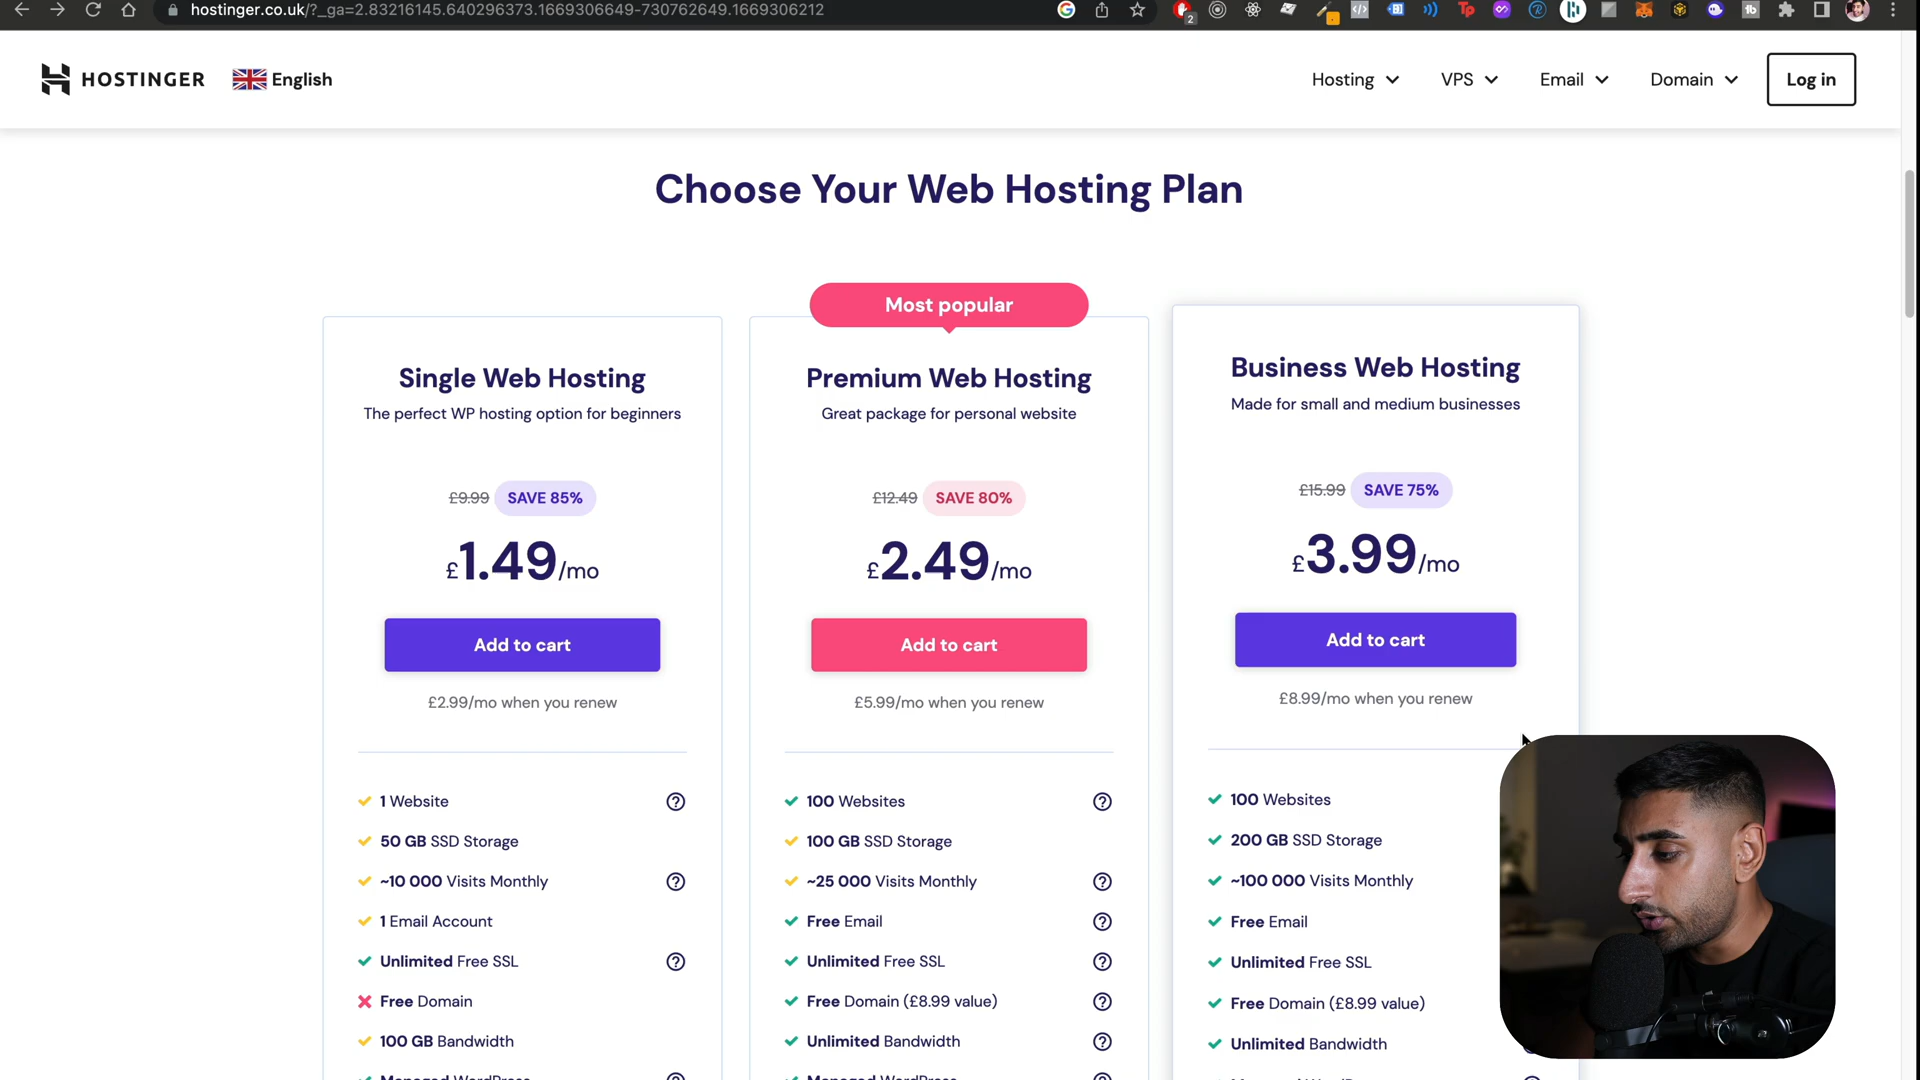 hostinger.co.uk/?_ga=2.83216145.640296373.1669306649-730762649.1669306212
2
HOSTINGER
English
Hosting
VPS
Email
Domain
Log in
Choose Your Web Hosting Plan
Single Web Hosting
The perfect WP hosting option for beginners
£9.99 SAVE 85%
£1.49/mo
Add to cart
£2.99/mo when you renew
1 Website
50 GB SSD Storage
~10 000 Visits Monthly
1 Email Account
Unlimited Free SSL
Free Domain
100 GB Bandwidth
Most popular
Premium Web Hosting
Great package for personal website
£12.49 SAVE 80%
£2.49/mo
Add to cart
£5.99/mo when you renew
100 Websites
100 GB SSD Storage
~25 000 Visits Monthly
Free Email
Unlimited Free SSL
Free Domain (£8.99 value)
Unlimited Bandwidth
Business Web Hosting
Made for small and medium businesses
£15.99 SAVE 75%
£3.99/mo
Add to cart
£8.99/mo when you renew
100 Websites
200 GB SSD Storage
~100 000 Visits Monthly
Free Email
Unlimited Free SSL
Free Domain (£8.99 value)
Unlimited Bandwidth